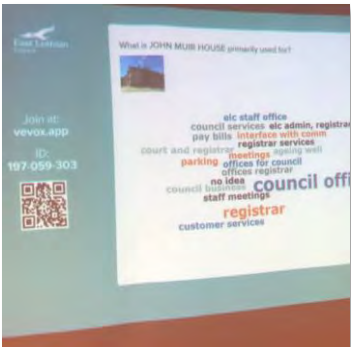 East Lothian
Council
What is JOHN MUIR HOUSE primarily used for?
Join at:
vevox.app
ID:
197-059-303
elc staff office
council services elc admin, registrar
pay bills interface with comm
registrar services
court and registrar ageing well
meetings
parking offices for council
offices registrar
no idea
council business council offi
staff meetings
registrar
customer services